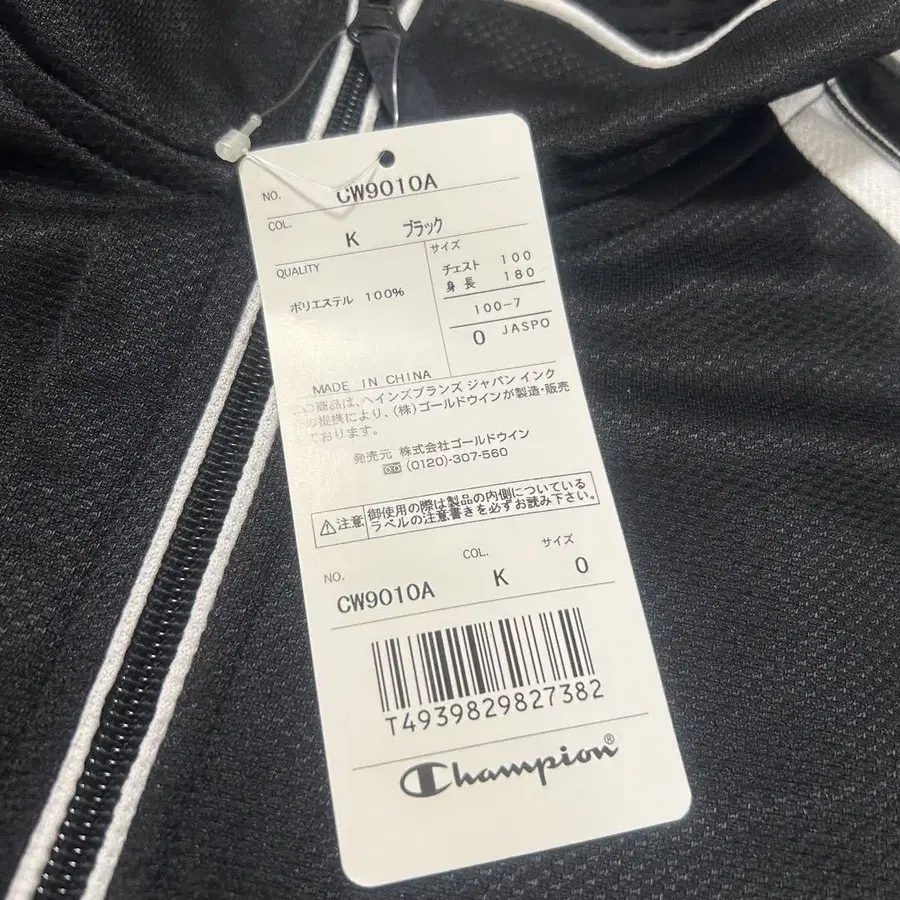 NO. CW9010A
COL. K ブラック
QUALITY
ポリエステル 100%
サイズ
チェスト 100
身長 180
100-7
O JASPO
MADE IN CHINA
この商品は、ヘインズブランズ ジャパン インク
の提携により、(株)ゴールドウインが製造・販売
ております。
発売元 株式会社ゴールドウイン
(0120)-307-560
注意 御使用の際は製品の内側についている
ラベルの注意書きを必ずお読み下さい。
NO. COL. サイズ
CW9010A K O
T4939829827382
Champion®